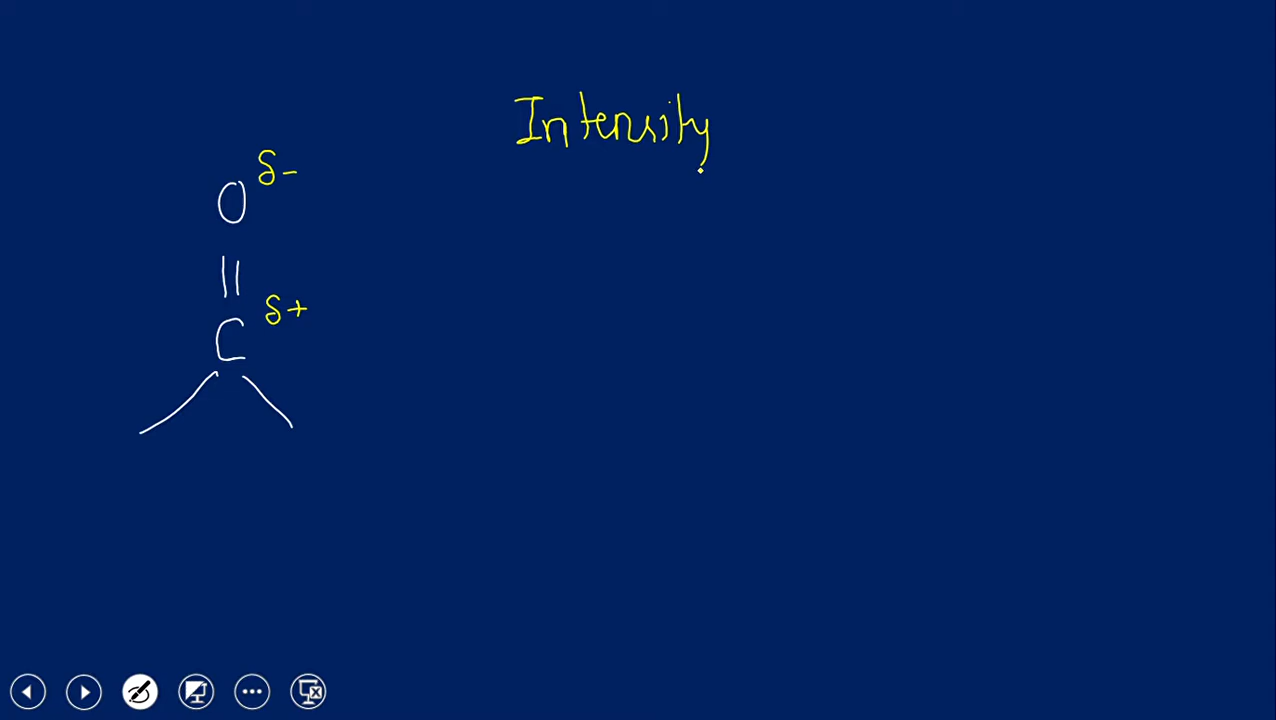 Intensity
δ-
O
||
C δ+